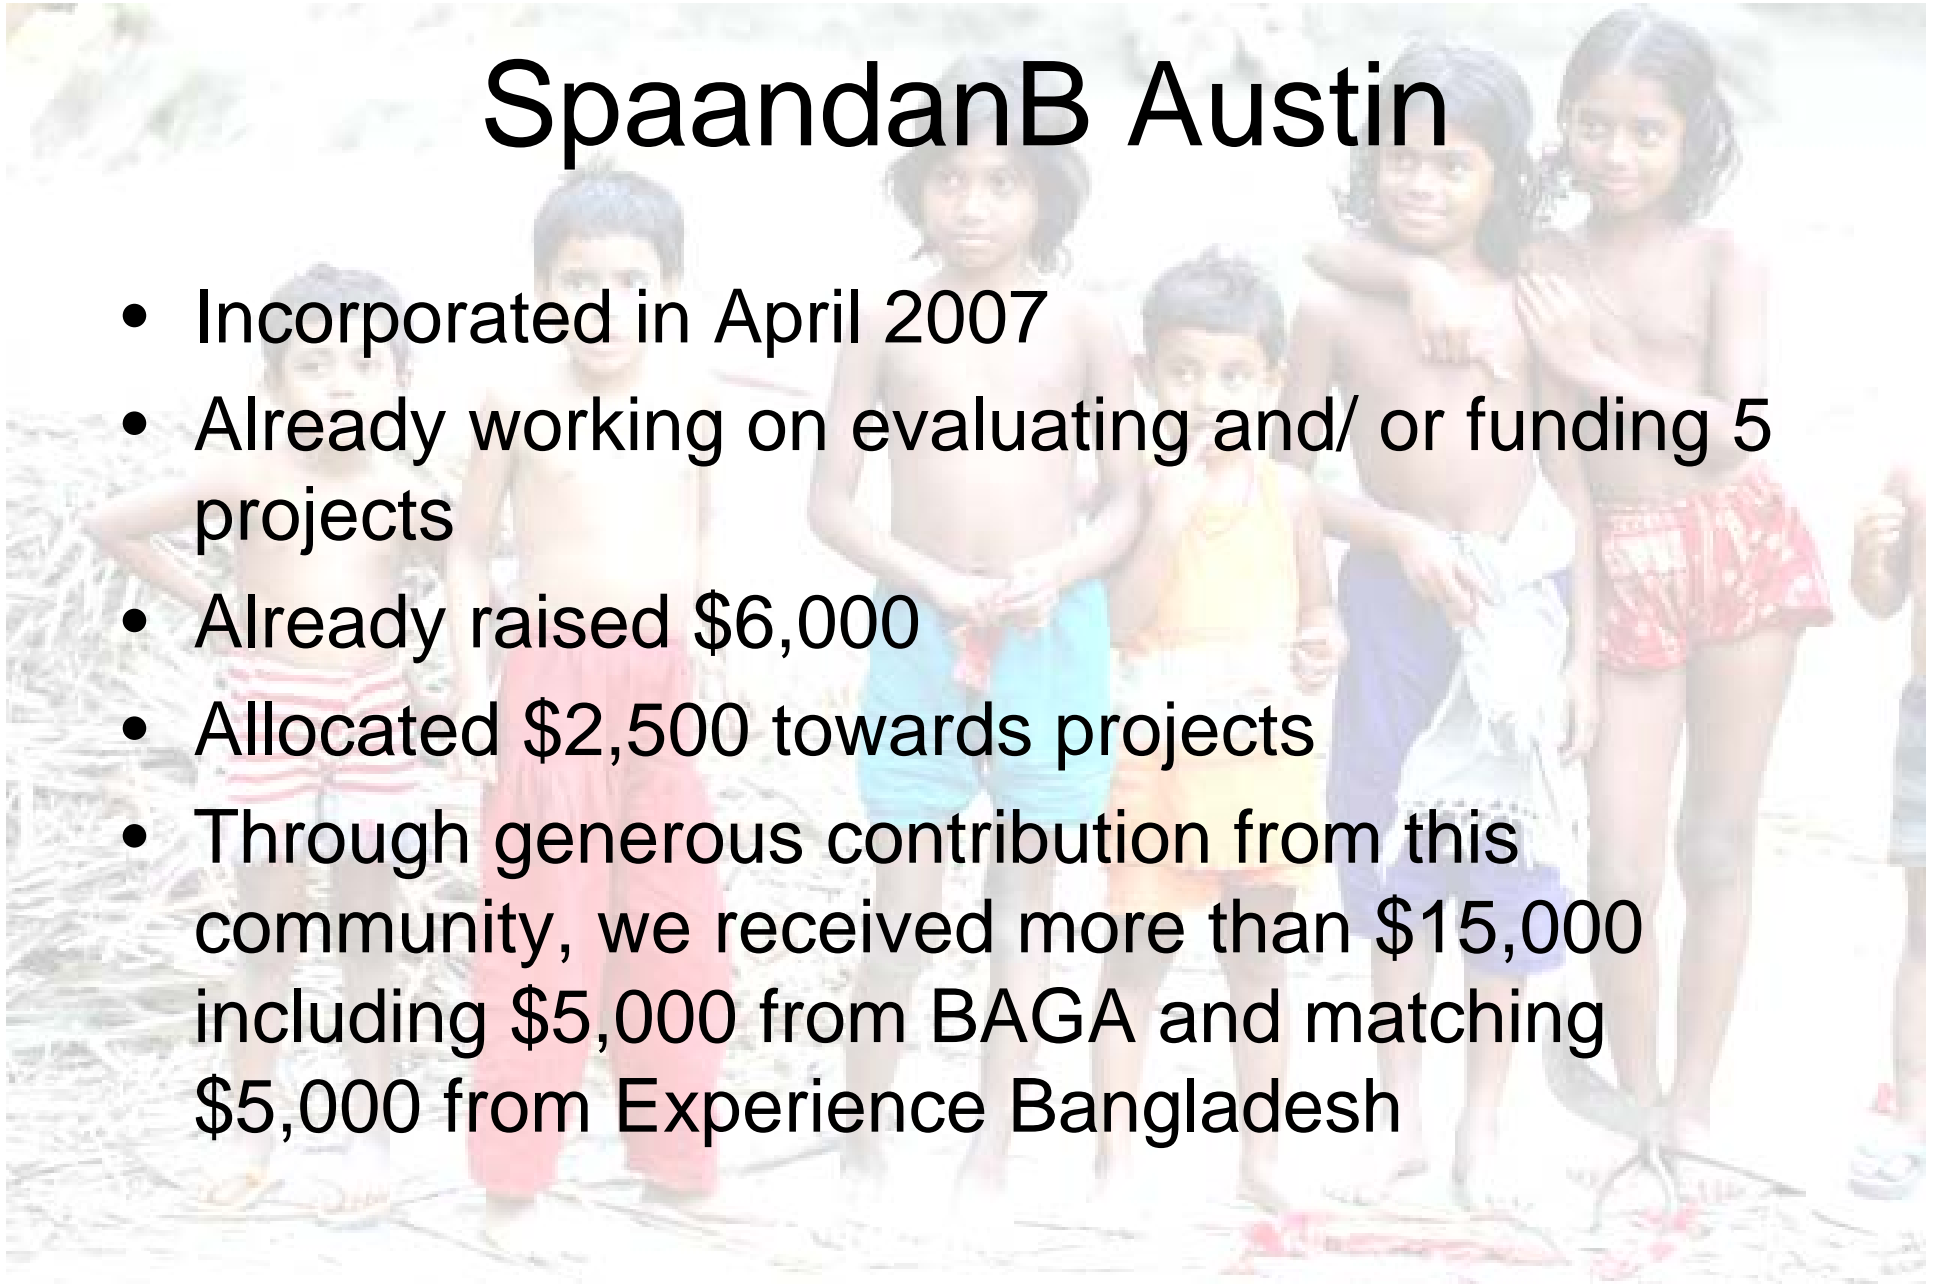 SpaandanB Austin
• Incorporated in April 2007
• Already working on evaluating and/ or funding 5
projects
• Already raised $6,000
• Allocated $2,500 towards projects
• Through generous contribution from this
community, we received more than $15,000
including $5,000 from BAGA and matching
$5,000 from Experience Bangladesh